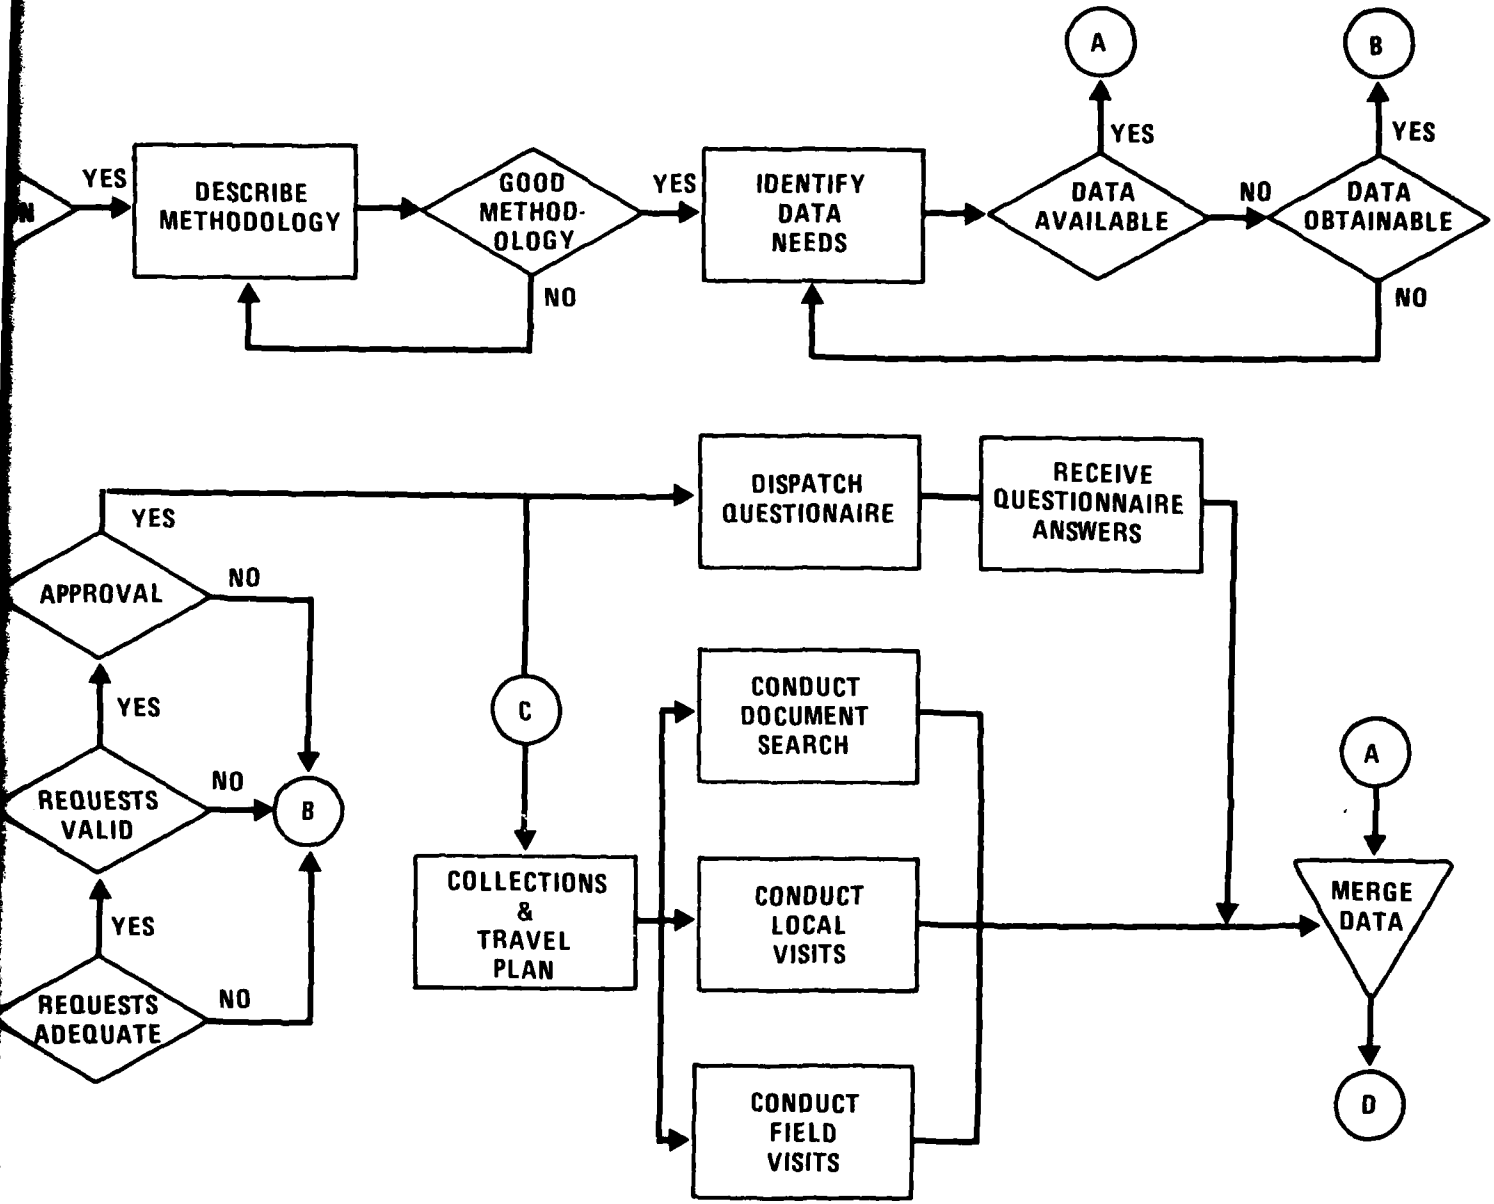 A
B
YES
YES
N
YES
DESCRIBE
METHODOLOGY
GOOD
METHOD-
OLOGY
YES
IDENTIFY
DATA
NEEDS
DATA
AVAILABLE
NO
DATA
OBTAINABLE
NO
NO
YES
DISPATCH
QUESTIONAIRE
RECEIVE
QUESTIONNAIRE
ANSWERS
APPROVAL
NO
YES
C
CONDUCT
DOCUMENT
SEARCH
A
REQUESTS
VALID
NO
B
COLLECTIONS
&
TRAVEL
PLAN
CONDUCT
LOCAL
VISITS
MERGE
DATA
YES
REQUESTS
ADEQUATE
NO
CONDUCT
FIELD
VISITS
D